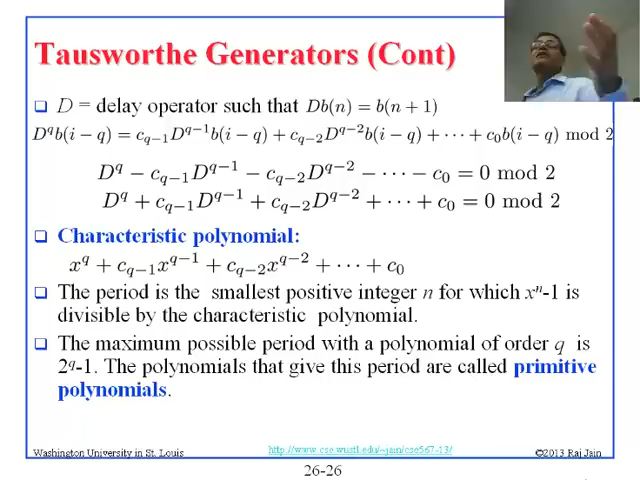 Tausworthe Generators (Cont)
❑ D = delay operator such that Db(n) = b(n + 1)
D^q b(i − q) = c_{q−1}D^{q−1}b(i − q) + c_{q−2}D^{q−2}b(i − q) + ··· + c_0b(i − q) mod 2
D^q − c_{q−1}D^{q−1} − c_{q−2}D^{q−2} − ··· − c_0 = 0 mod 2
D^q + c_{q−1}D^{q−1} + c_{q−2}D^{q−2} + ··· + c_0 = 0 mod 2
❑ Characteristic polynomial:
x^q + c_{q−1}x^{q−1} + c_{q−2}x^{q−2} + ··· + c_0
❑ The period is the smallest positive integer n for which x^n-1 is
divisible by the characteristic polynomial.
❑ The maximum possible period with a polynomial of order q is
2^q-1. The polynomials that give this period are called primitive
polynomials.
Washington University in St. Louis
http://www.cse.wustl.edu/~jain/cse567-13/
©2013 Raj Jain
26-26